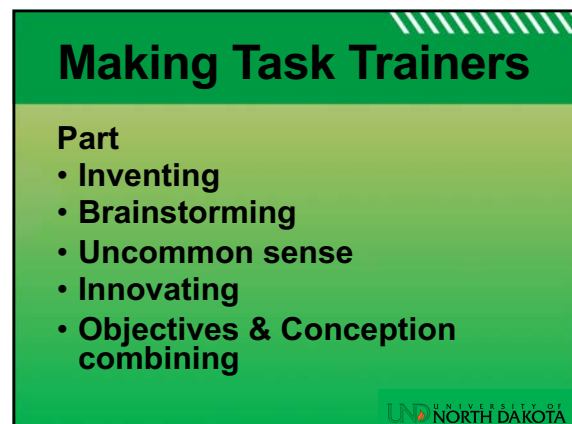 Making Task Trainers
Part
• Inventing
• Brainstorming
• Uncommon sense
• Innovating
• Objectives & Conception
combining
UND UNIVERSITY OF
NORTH DAKOTA